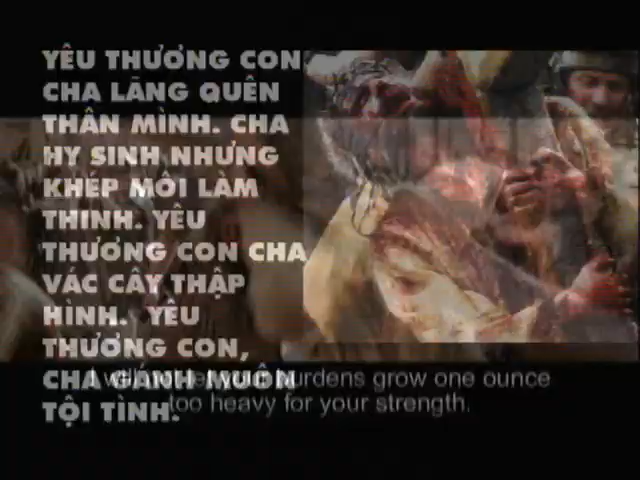 YÊU THƯƠNG CON
CHA LÃNG QUÊN
THÂN MÌNH. CHA
HY SINH NHƯNG
KHÉP MÔI LÀM
THINH. YÊU
THƯƠNG CON CHA
VÁC CÂY THẬP
HÌNH. YÊU
THƯƠNG CON,
CHA GÁNH MUÔN
TỘI TÌNH.
burdens grow one ounce
too heavy for your strength.